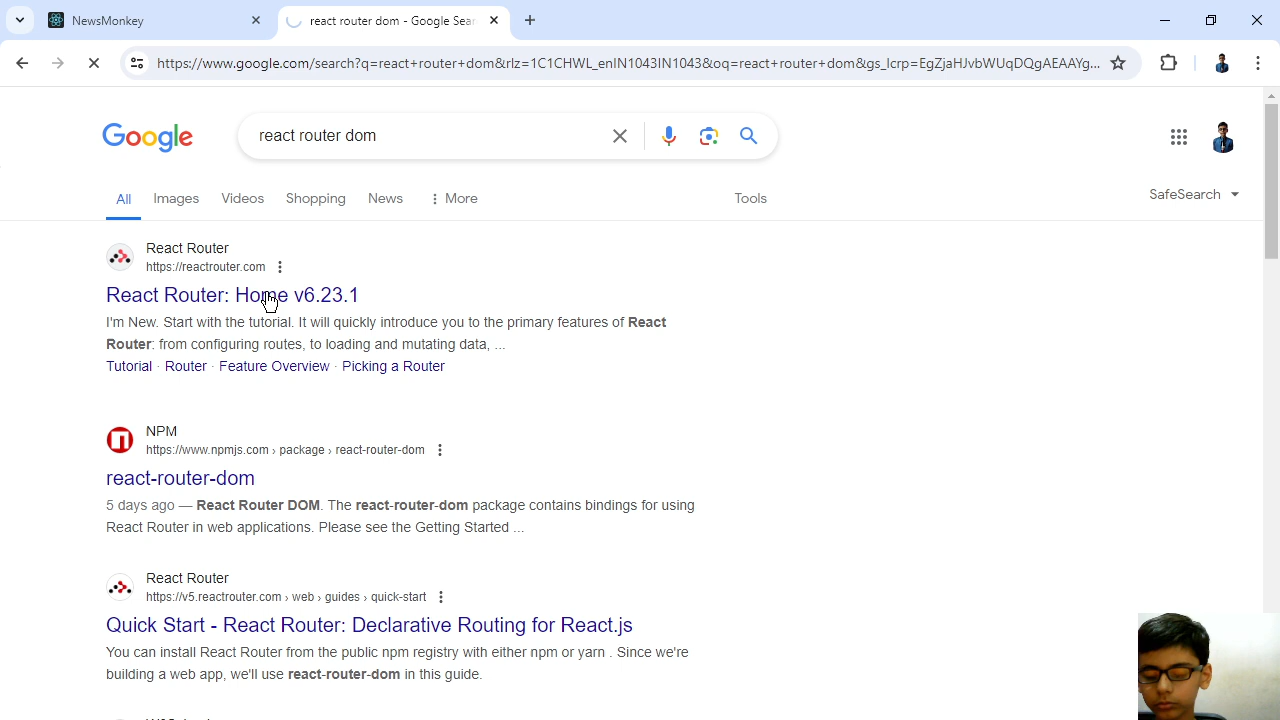 NewsMonkey
react router dom - Google Sear
https://www.google.com/search?q=react+router+dom&rlz=1C1CHWL_enIN1043IN1043&oq=react+router+dom&gs_lcrp=EgZjaHJvbWUqDQgAEAAYg...
Google
react router dom
All Images Videos Shopping News More Tools SafeSearch
React Router
https://reactrouter.com
React Router: Home v6.23.1
I'm New. Start with the tutorial. It will quickly introduce you to the primary features of React
Router: from configuring routes, to loading and mutating data, ...
Tutorial · Router · Feature Overview · Picking a Router
NPM
https://www.npmjs.com › package › react-router-dom
react-router-dom
5 days ago — React Router DOM. The react-router-dom package contains bindings for using
React Router in web applications. Please see the Getting Started ...
React Router
https://v5.reactrouter.com › web › guides › quick-start
Quick Start - React Router: Declarative Routing for React.js
You can install React Router from the public npm registry with either npm or yarn . Since we're
building a web app, we'll use react-router-dom in this guide.